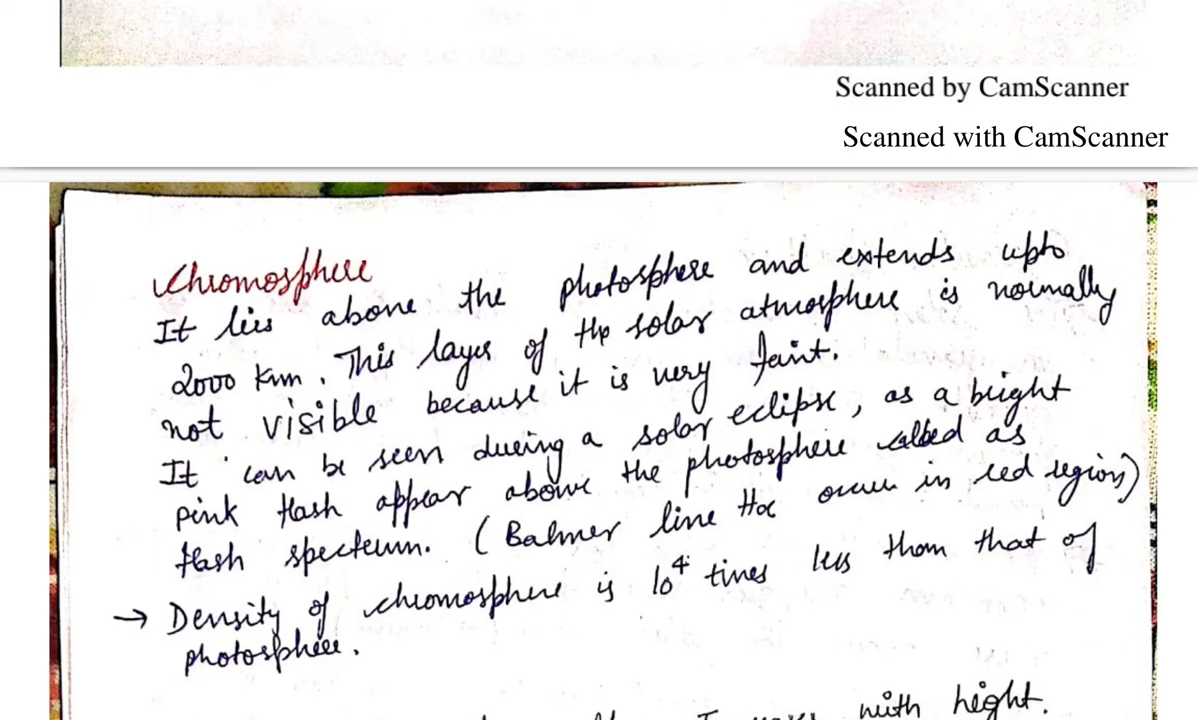 Scanned by CamScanner
Scanned with CamScanner
Chromosphere
It lies above the photosphere and extends upto
2000 km. This layer of the solar atmosphere is normally
not visible because it is very faint.
It can be seen during a solar eclipse, as a bright
pink flash appear above the photosphere called as
flash spectrum. (Balmer line Hα occur in red region)
→ Density of chromosphere is 10⁴ times less than that of
photosphere.
with hight.